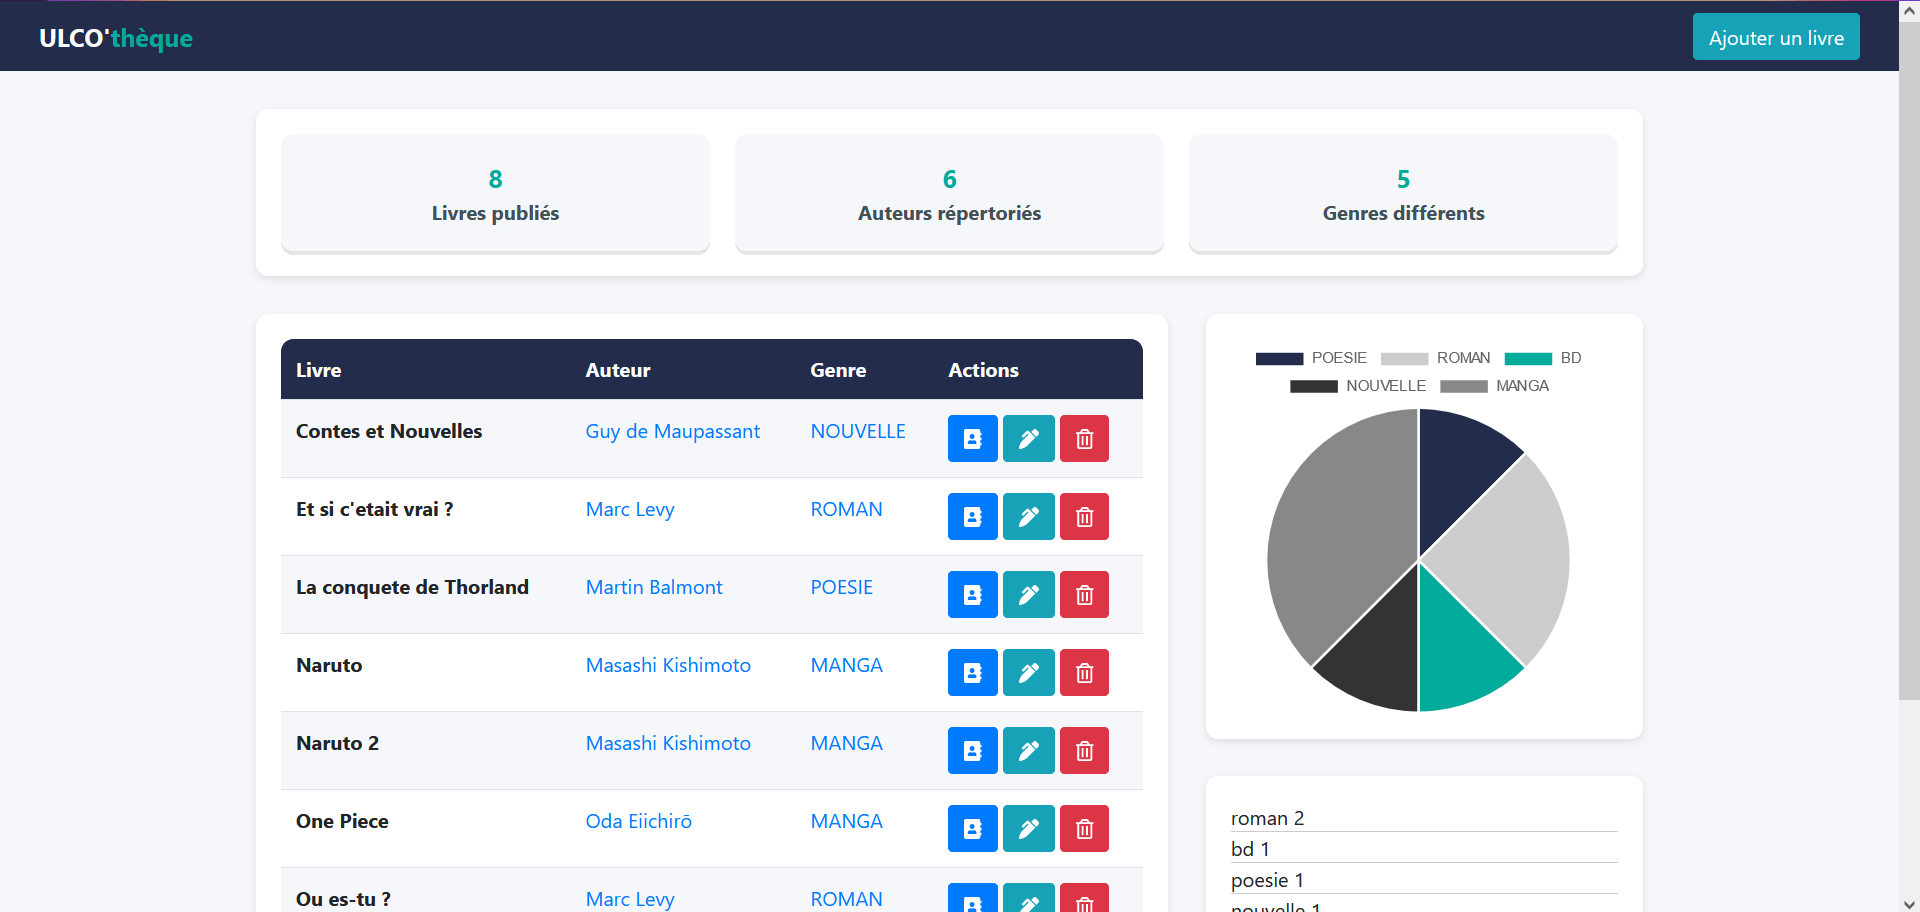 ULCO'thèque
Ajouter un livre
8
Livres publiés
6
Auteurs répertoriés
5
Genres différents
Livre Auteur Genre Actions
Contes et Nouvelles Guy de Maupassant NOUVELLE
Et si c'etait vrai ? Marc Levy ROMAN
La conquete de Thorland Martin Balmont POESIE
Naruto Masashi Kishimoto MANGA
Naruto 2 Masashi Kishimoto MANGA
One Piece Oda Eiichirō MANGA
Ou es-tu ? Marc Levy ROMAN
POESIE ROMAN BD
NOUVELLE MANGA
roman 2
bd 1
poesie 1
nouvelle 1